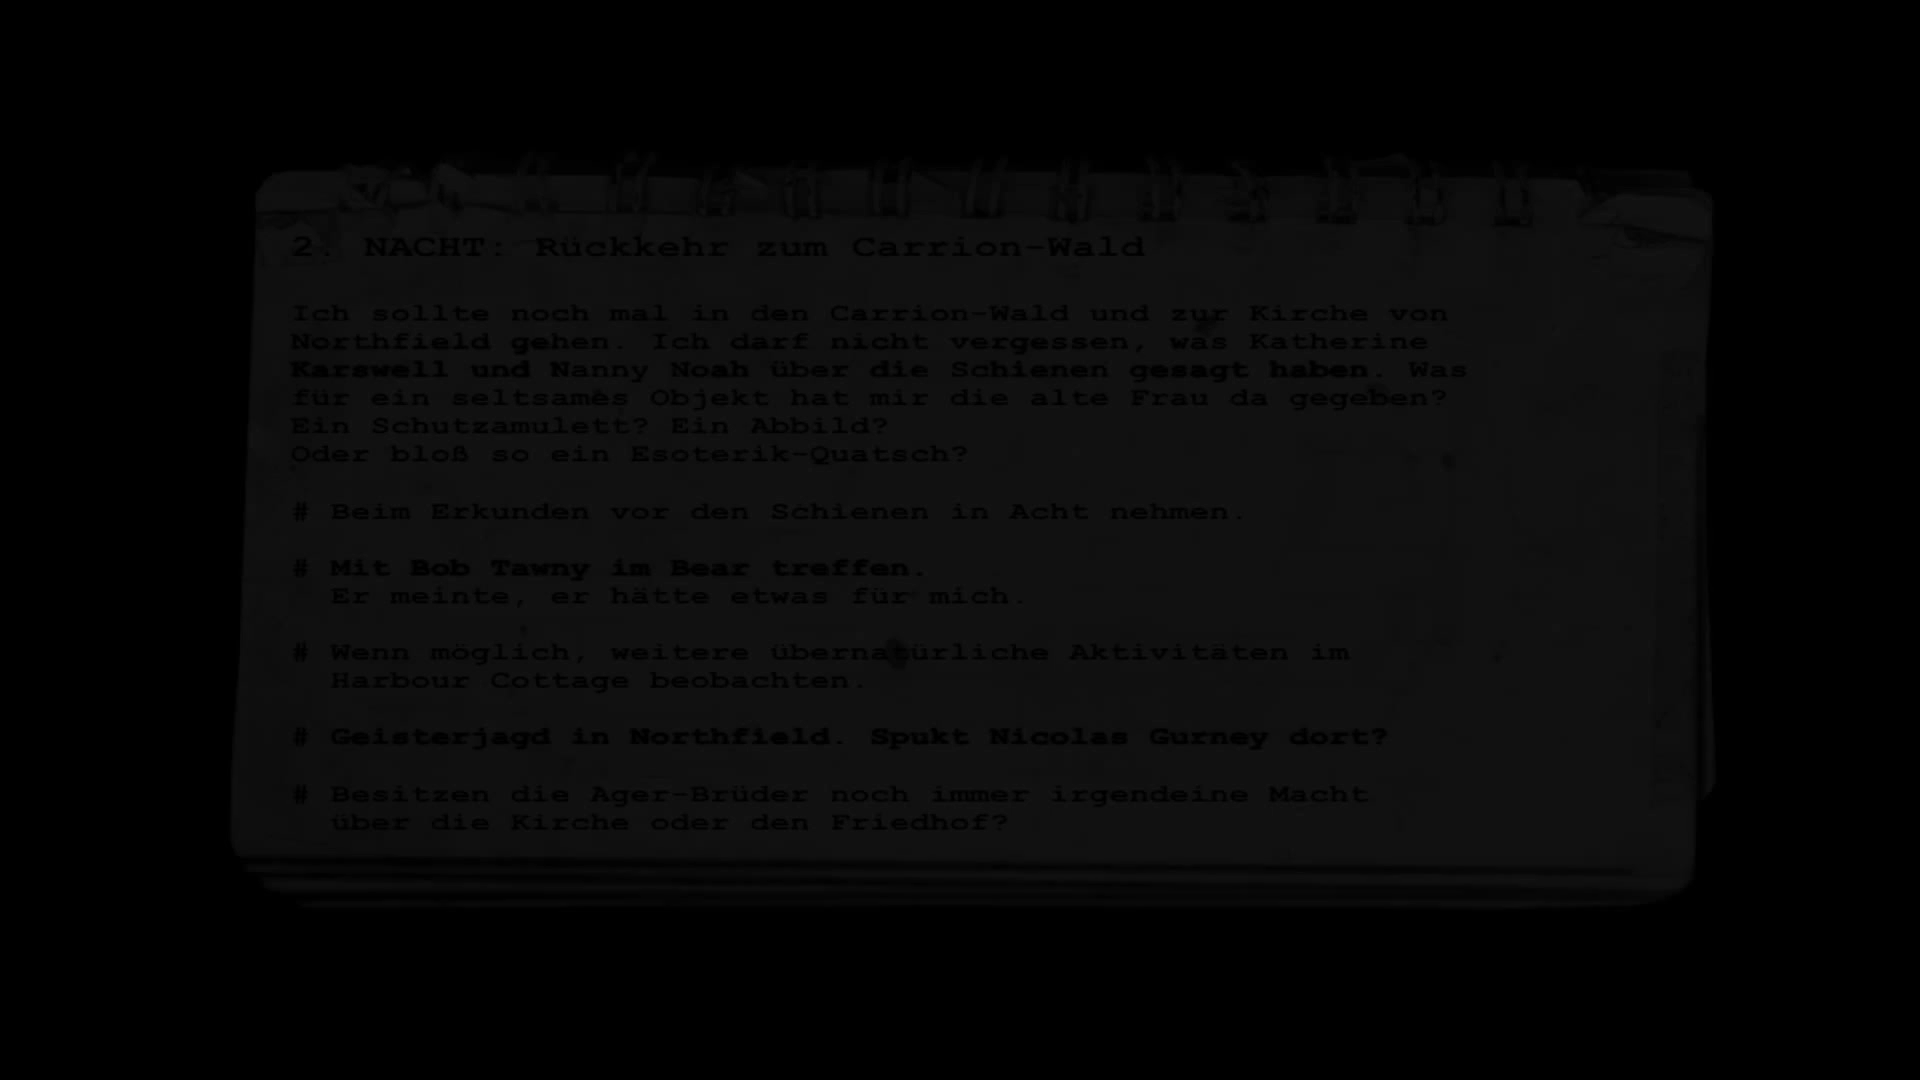 2. NACHT: Rückkehr zum Carrion-Wald
Ich sollte noch mal in den Carrion-Wald und zur Kirche von
Northfield gehen. Ich darf nicht vergessen, was Katherine
Karswell und Nanny Noah über die Schienen gesagt haben. Was
für ein seltsames Objekt hat mir die alte Frau da gegeben?
Ein Schutzamulett? Ein Abbild?
Oder bloß so ein Esoterik-Quatsch?
# Beim Erkunden vor den Schienen in Acht nehmen.
# Mit Bob Tawny im Bear treffen.
Er meinte, er hätte etwas für mich.
# Wenn möglich, weitere übernatürliche Aktivitäten im
Harbour Cottage beobachten.
# Geisterjagd in Northfield. Spukt Nicolas Gurney dort?
# Besitzen die Ager-Brüder noch immer irgendeine Macht
über die Kirche oder den Friedhof?